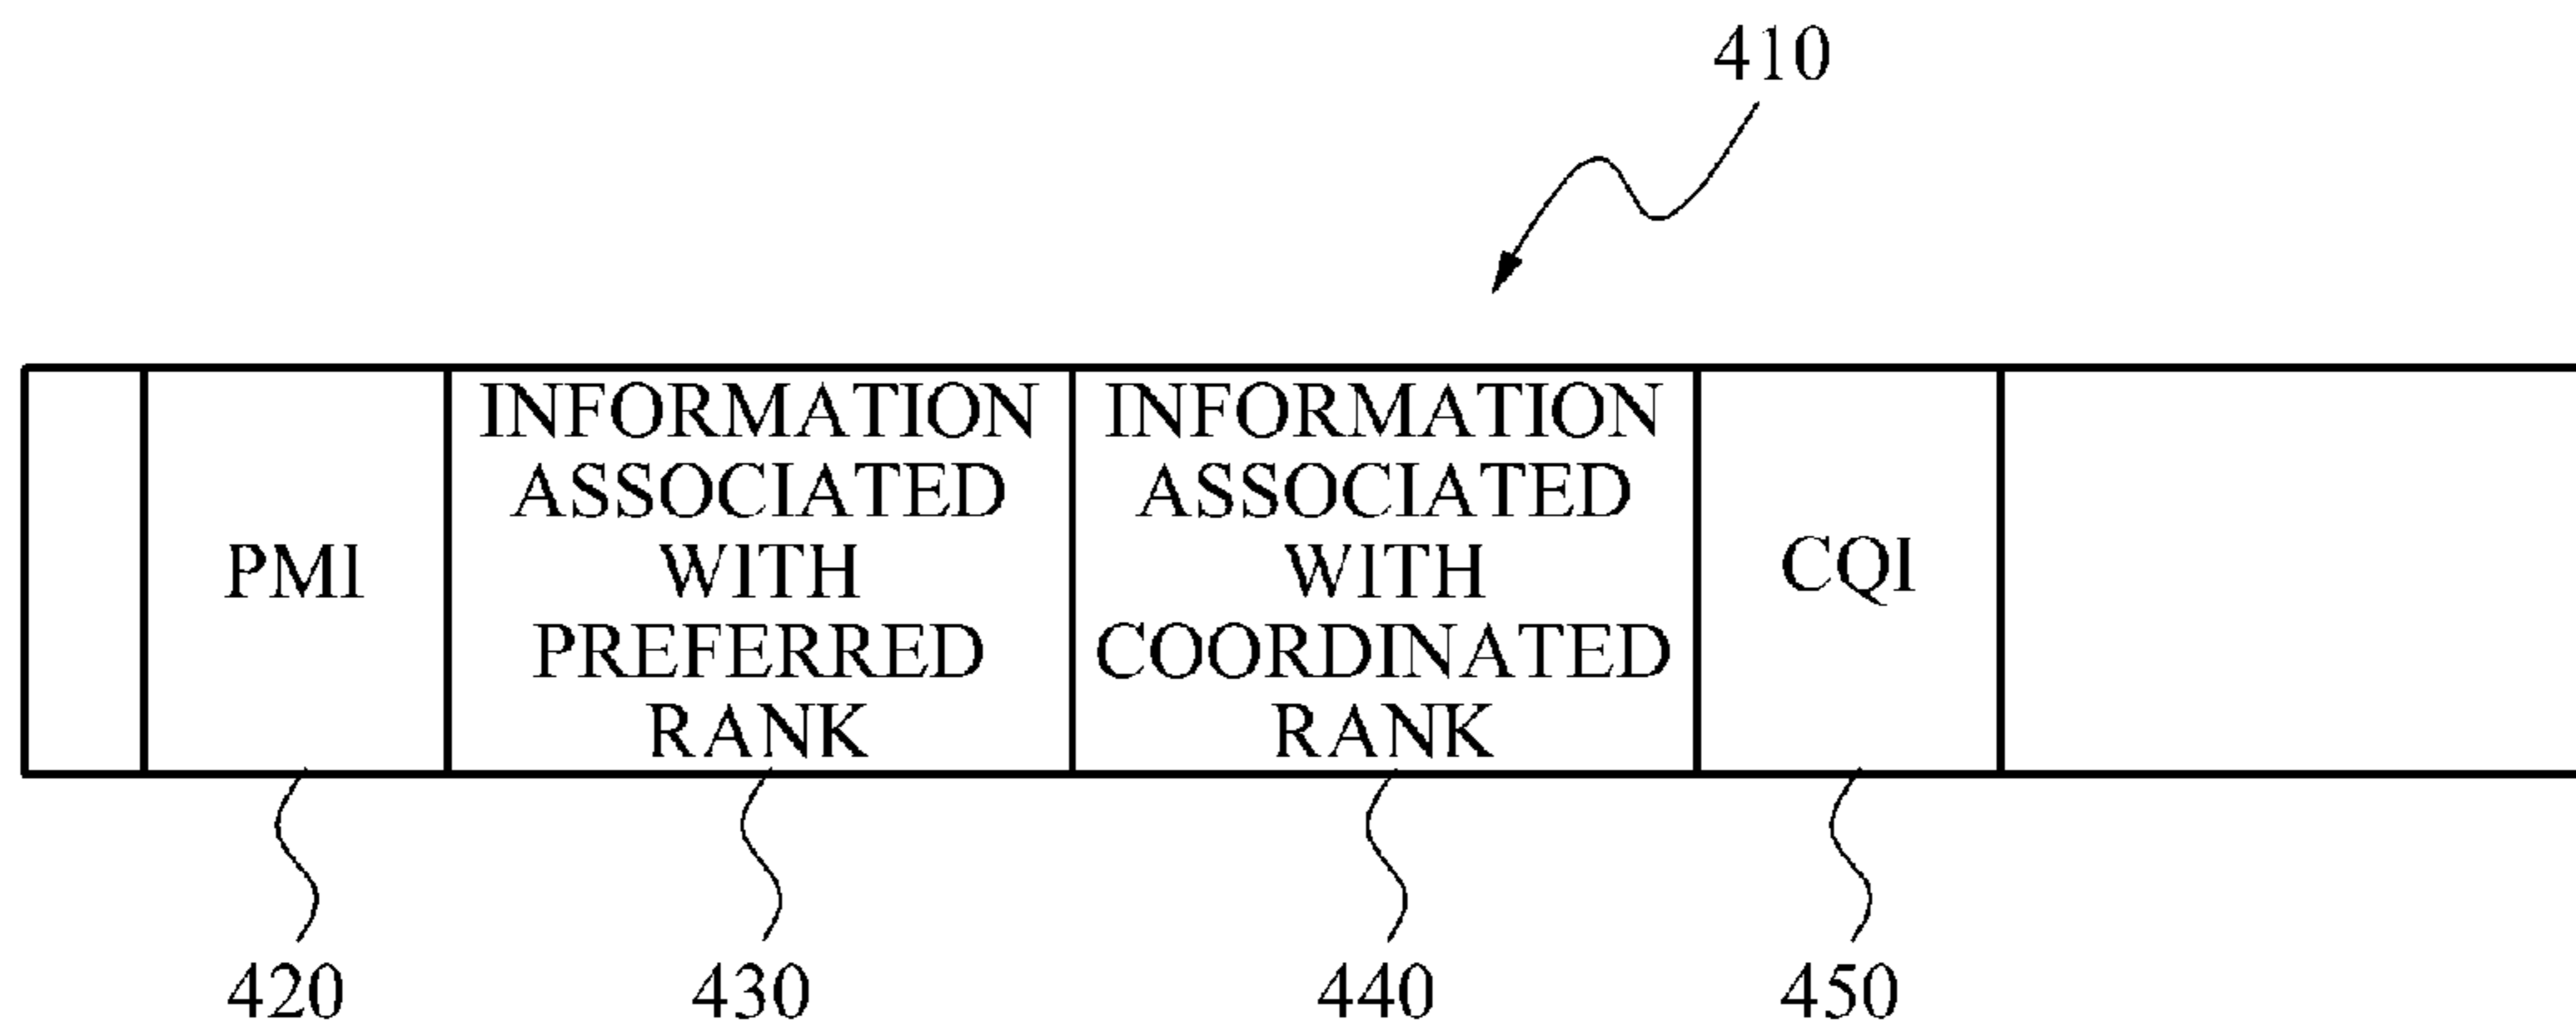 410
PMI
INFORMATION
ASSOCIATED
WITH
PREFERRED
RANK
INFORMATION
ASSOCIATED
WITH
COORDINATED
RANK
CQI
420
430
440
450